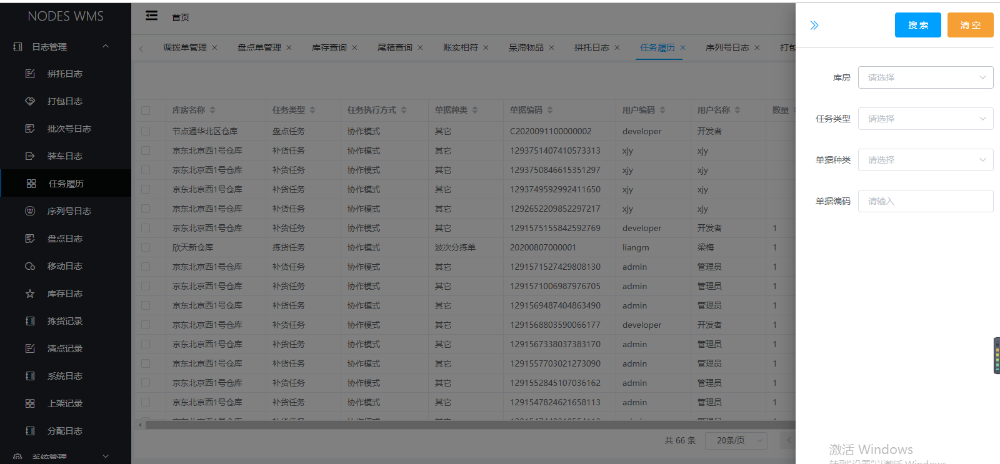 NODES WMS
首页
搜 索
清 空
日志管理
拼托日志
打包日志
批次号日志
装车日志
任务履历
序列号日志
盘点日志
移动日志
库存日志
拣货记录
清点记录
系统日志
上架记录
分配日志
系统管理
调拨单管理 盘点单管理 库存查询 尾箱查询 账实相符 呆滞物品 拼托日志 任务履历 序列号日志 打包
库房名称 任务类型 任务执行方式 单据种类 单据编码 用户编码 用户名称 数量
节点通华北区仓库 盘点任务 协作模式 其它 C2020091100000002 developer 开发者
京东北京西1号仓库 补货任务 协作模式 其它 1293751407410573313 xjy xjy
京东北京西1号仓库 补货任务 协作模式 其它 1293750846615351297 xjy xjy
京东北京西1号仓库 补货任务 协作模式 其它 1293749592992411650 xjy xjy
京东北京西1号仓库 补货任务 协作模式 其它 1292652209852297217 xjy xjy
京东北京西1号仓库 补货任务 协作模式 其它 1291575155842592769 developer 开发者 1
欣天新仓库 拣货任务 协作模式 波次分拣单 20200807000001 liangm 梁梅 1
京东北京西1号仓库 补货任务 协作模式 其它 1291571527429808130 admin 管理员 1
京东北京西1号仓库 补货任务 协作模式 其它 1291571006987976705 admin 管理员 1
京东北京西1号仓库 补货任务 协作模式 其它 1291569487404863490 admin 管理员 1
京东北京西1号仓库 补货任务 协作模式 其它 1291568803590066177 developer 开发者 1
京东北京西1号仓库 补货任务 协作模式 其它 1291567338037383170 admin 管理员 1
京东北京西1号仓库 补货任务 协作模式 其它 1291557703021273090 admin 管理员 1
京东北京西1号仓库 补货任务 协作模式 其它 1291552845107036162 admin 管理员 1
京东北京西1号仓库 补货任务 协作模式 其它 1291547824621658113 admin 管理员 1
共 66 条 20条/页
库房 请选择
任务类型 请选择
单据种类 请选择
单据编码 请输入
激活 Windows
转到"设置"以激活 Windows